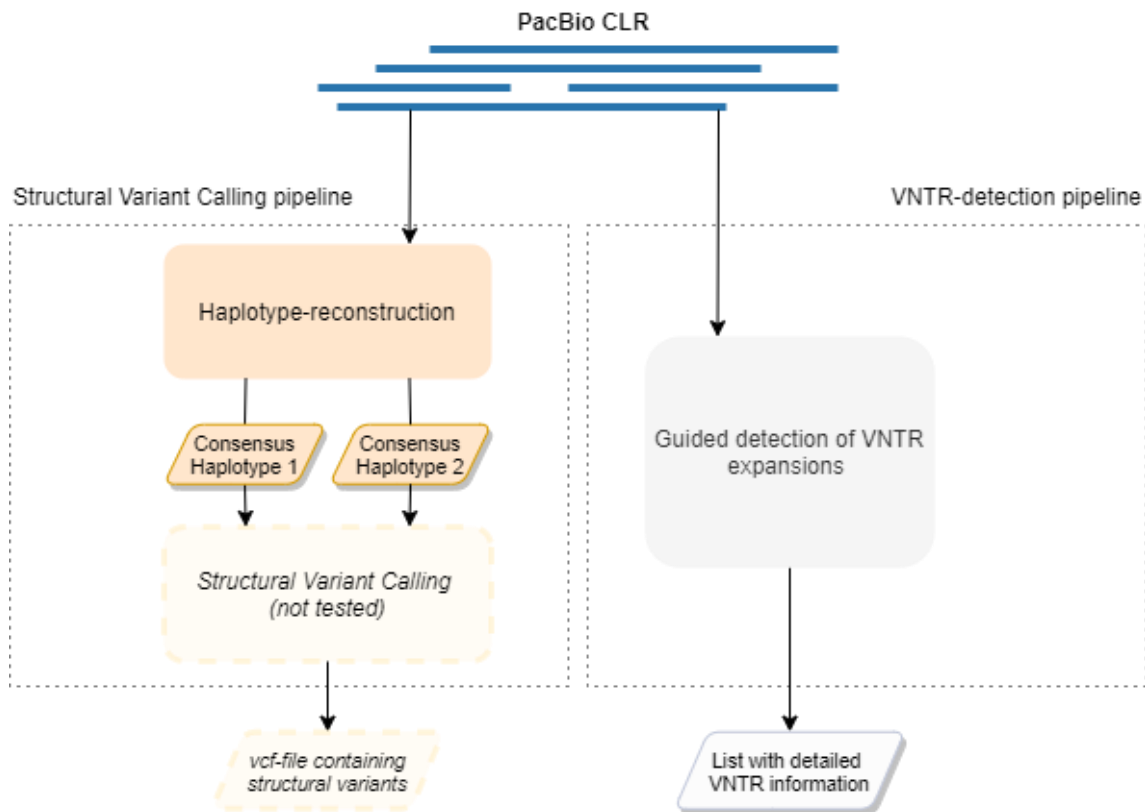 PacBio CLR
Structural Variant Calling pipeline
VNTR-detection pipeline
Haplotype-reconstruction
Consensus
Haplotype 1
Consensus
Haplotype 2
Structural Variant Calling
(not tested)
vcf-file containing
structural variants
Guided detection of VNTR
expansions
List with detailed
VNTR information